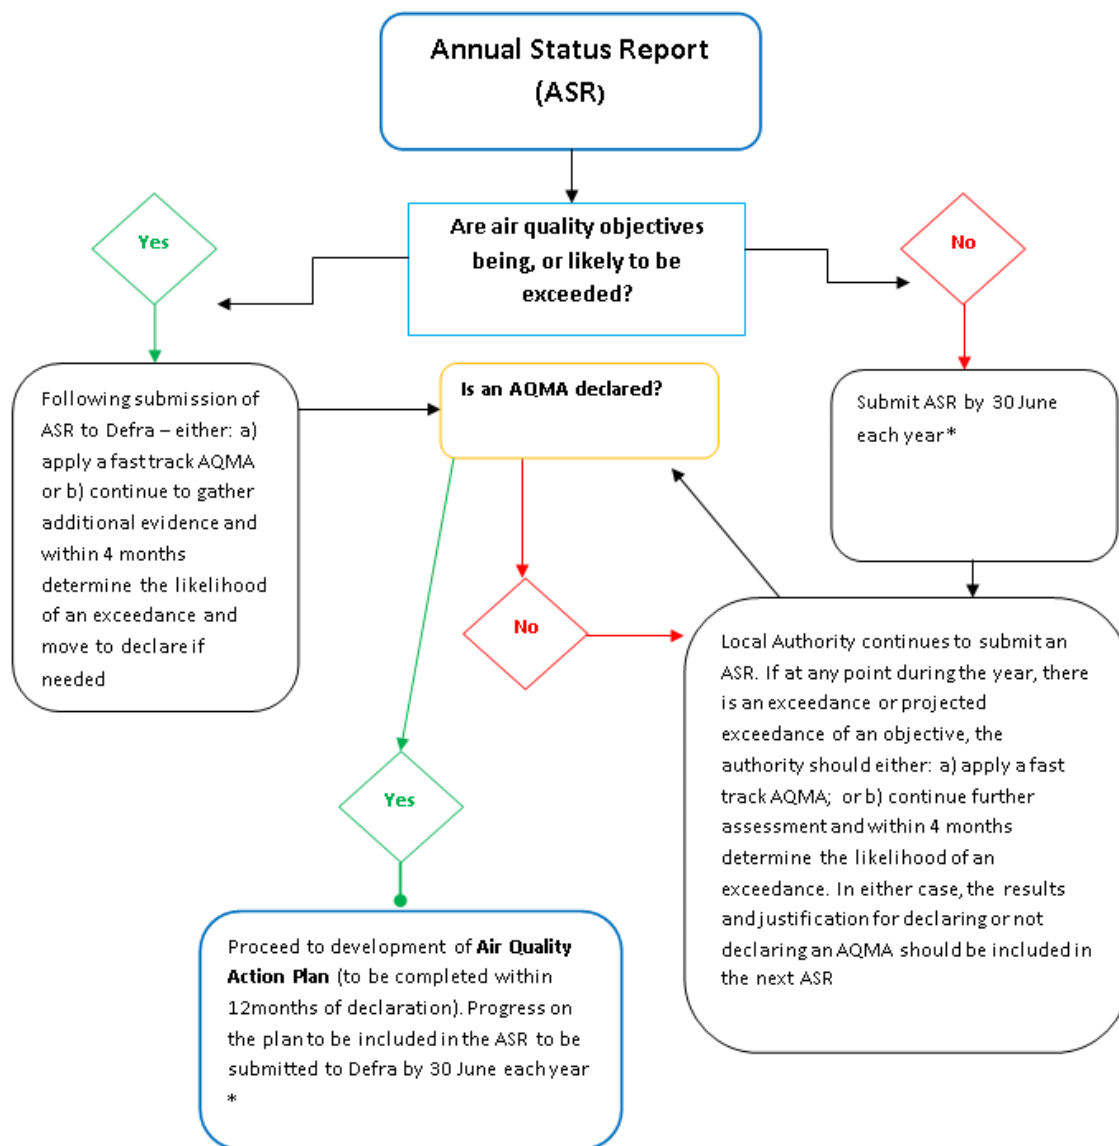 Annual Status Report
(ASR)
Are air quality objectives
being, or likely to be
exceeded?
Yes
No
Following submission of
ASR to Defra – either: a)
apply a fast track AQMA
or b) continue to gather
additional evidence and
within 4 months
determine the likelihood
of an exceedance and
move to declare if
needed
Is an AQMA declared?
Submit ASR by 30 June
each year*
No
Yes
Local Authority continues to submit an
ASR. If at any point during the year, there
is an exceedance or projected
exceedance of an objective, the
authority should either: a) apply a fast
track AQMA; or b) continue further
assessment and within 4 months
determine the likelihood of an
exceedance. In either case, the results
and justification for declaring or not
declaring an AQMA should be included in
the next ASR
Proceed to development of Air Quality
Action Plan (to be completed within
12months of declaration). Progress on
the plan to be included in the ASR to be
submitted to Defra by 30 June each year
*